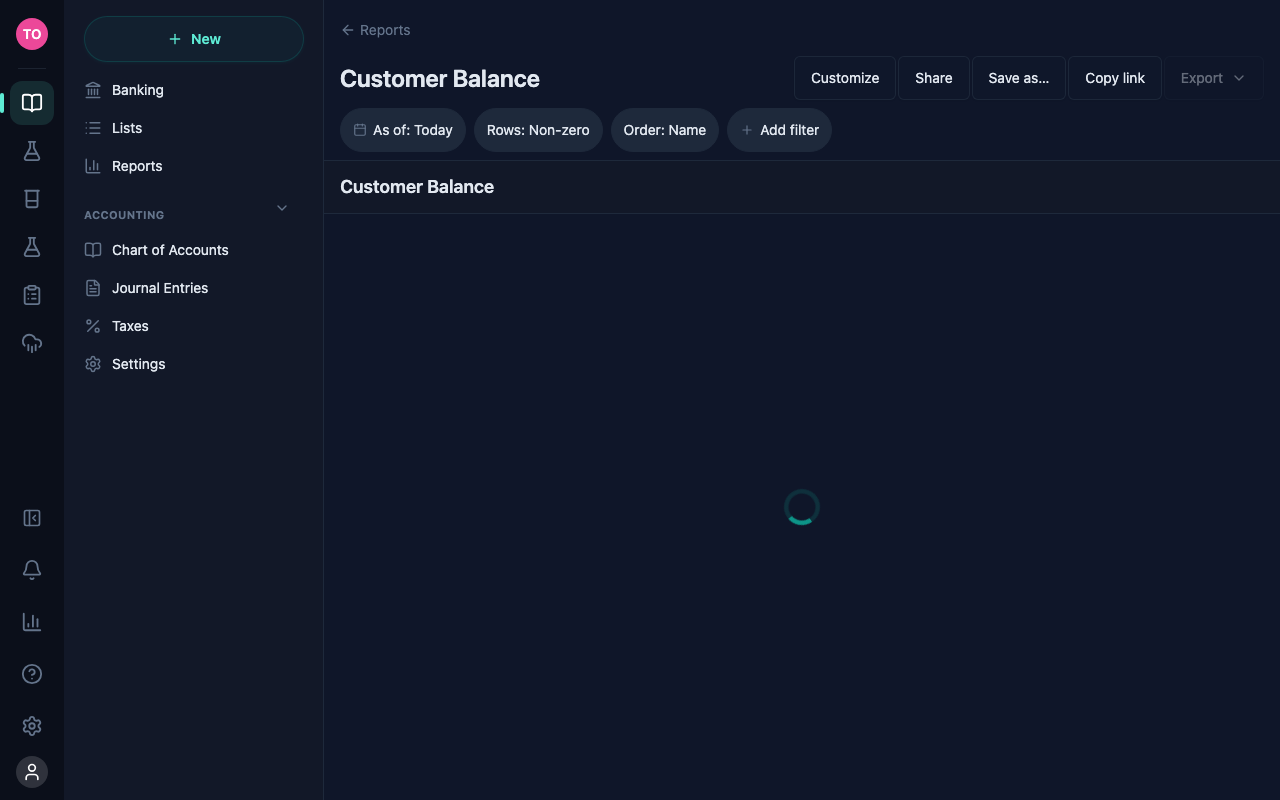 TO
New
Banking
Lists
Reports
ACCOUNTING
Chart of Accounts
Journal Entries
Taxes
Settings
Reports
Customer Balance
Customize
Share
Save as...
Copy link
Export
As of: Today
Rows: Non-zero
Order: Name
Add filter
Customer Balance